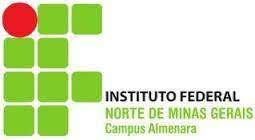 INSTITUTO FEDERAL
NORTE DE MINAS GERAIS
Campus Almenara